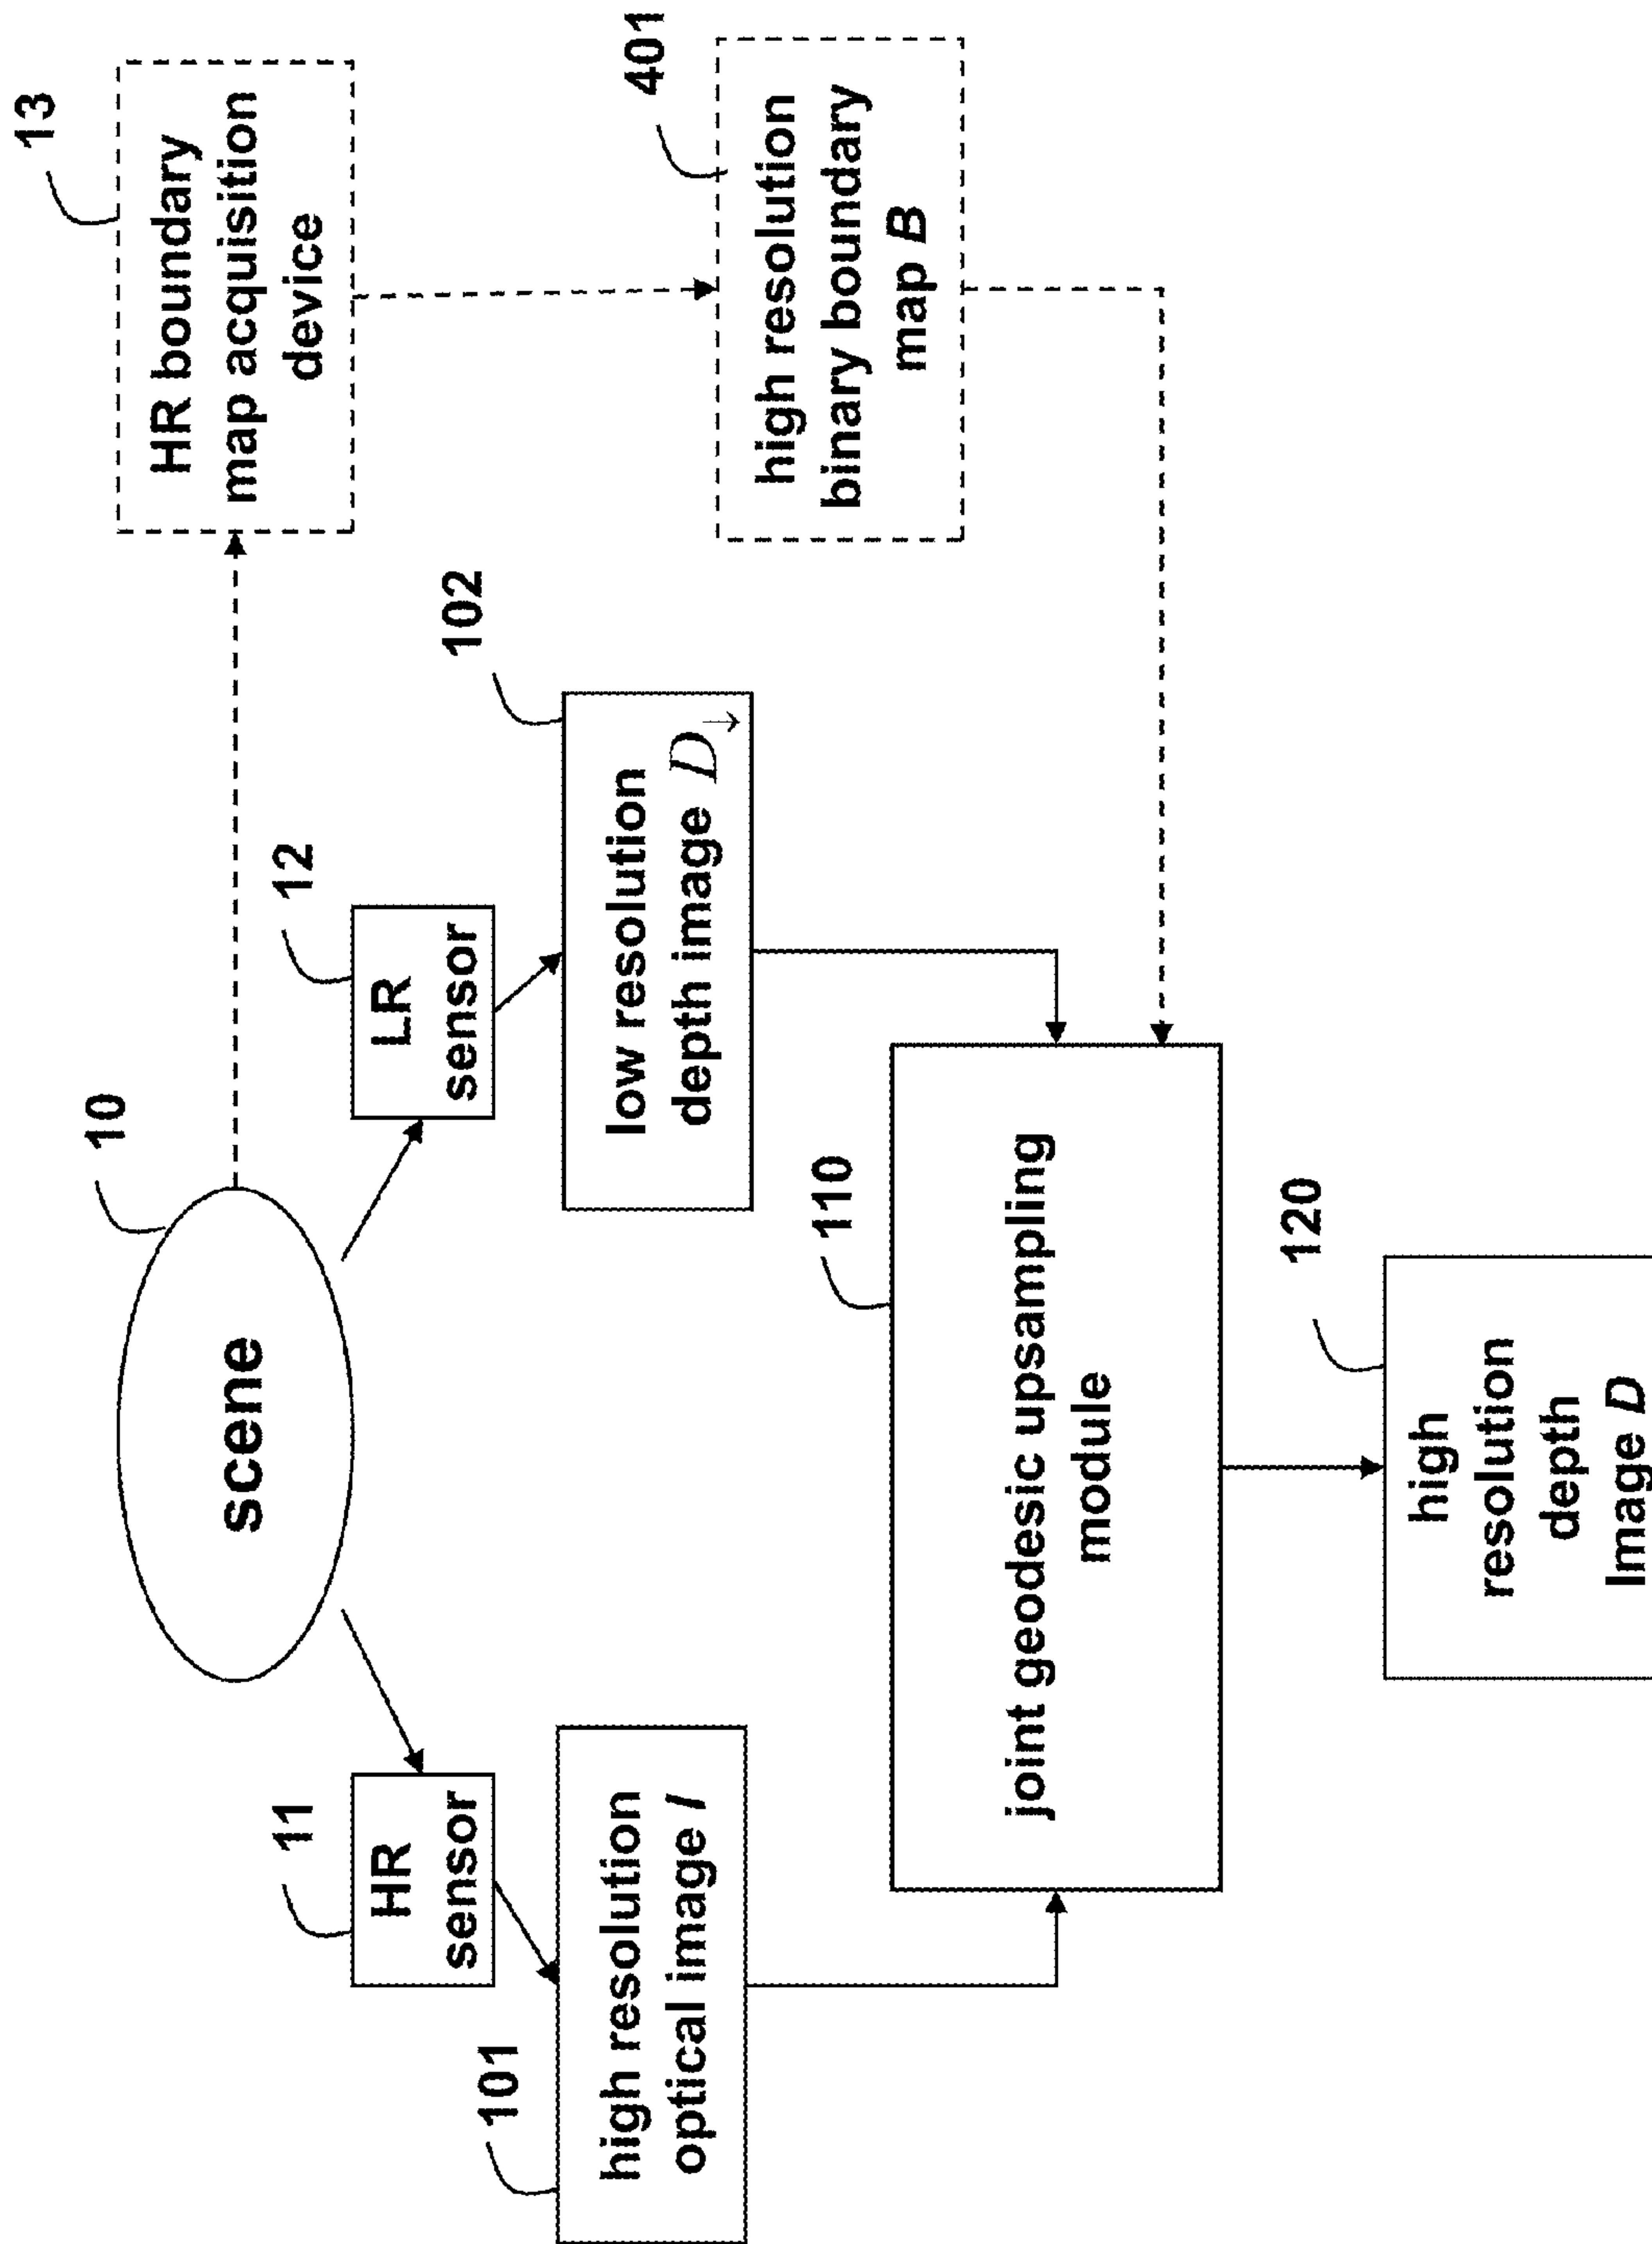 10
scene
13
HR boundary
map acquisition
device
11
HR
sensor
12
LR
sensor
101
high resolution
optical image I
102
low resolution
depth image D↓
401
high resolution
binary boundary
map B
110
joint geodesic upsampling
module
120
high
resolution
depth
Image D